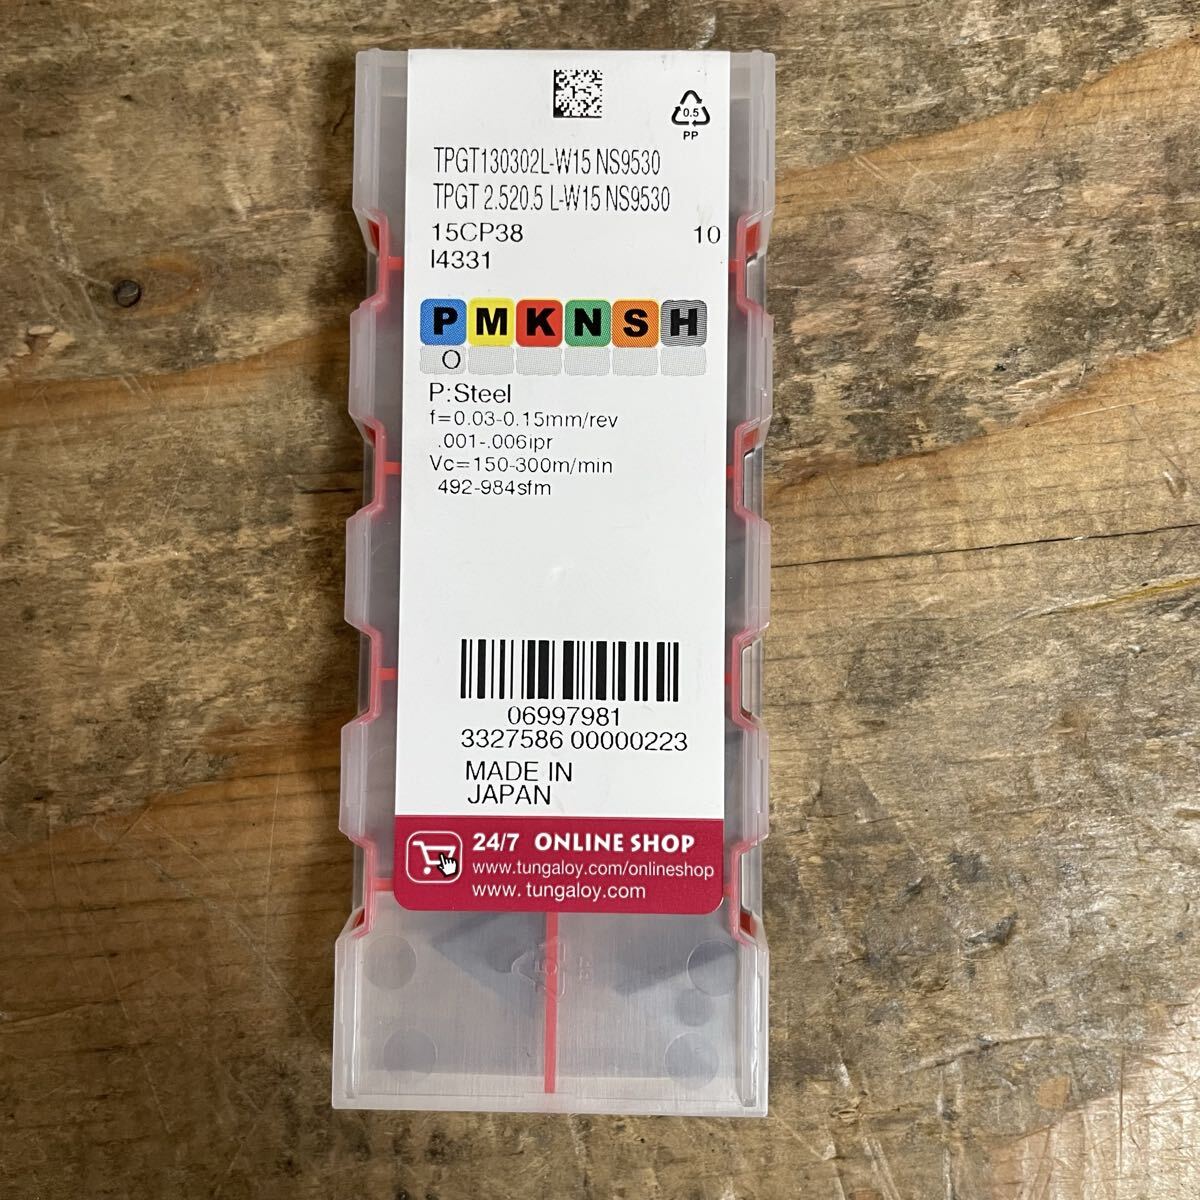 0.5
PP
TPGT130302L-W15 NS9530
TPGT 2.520.5 L-W15 NS9530
15CP38 10
I4331
P M K N S H
O
P:Steel
f=0.03-0.15mm/rev
.001-.006ipr
Vc=150-300m/min
492-984sfm
06997981
3327586 00000223
MADE IN
JAPAN
24/7 ONLINE SHOP
www.tungaloy.com/onlineshop
www. tungaloy.com